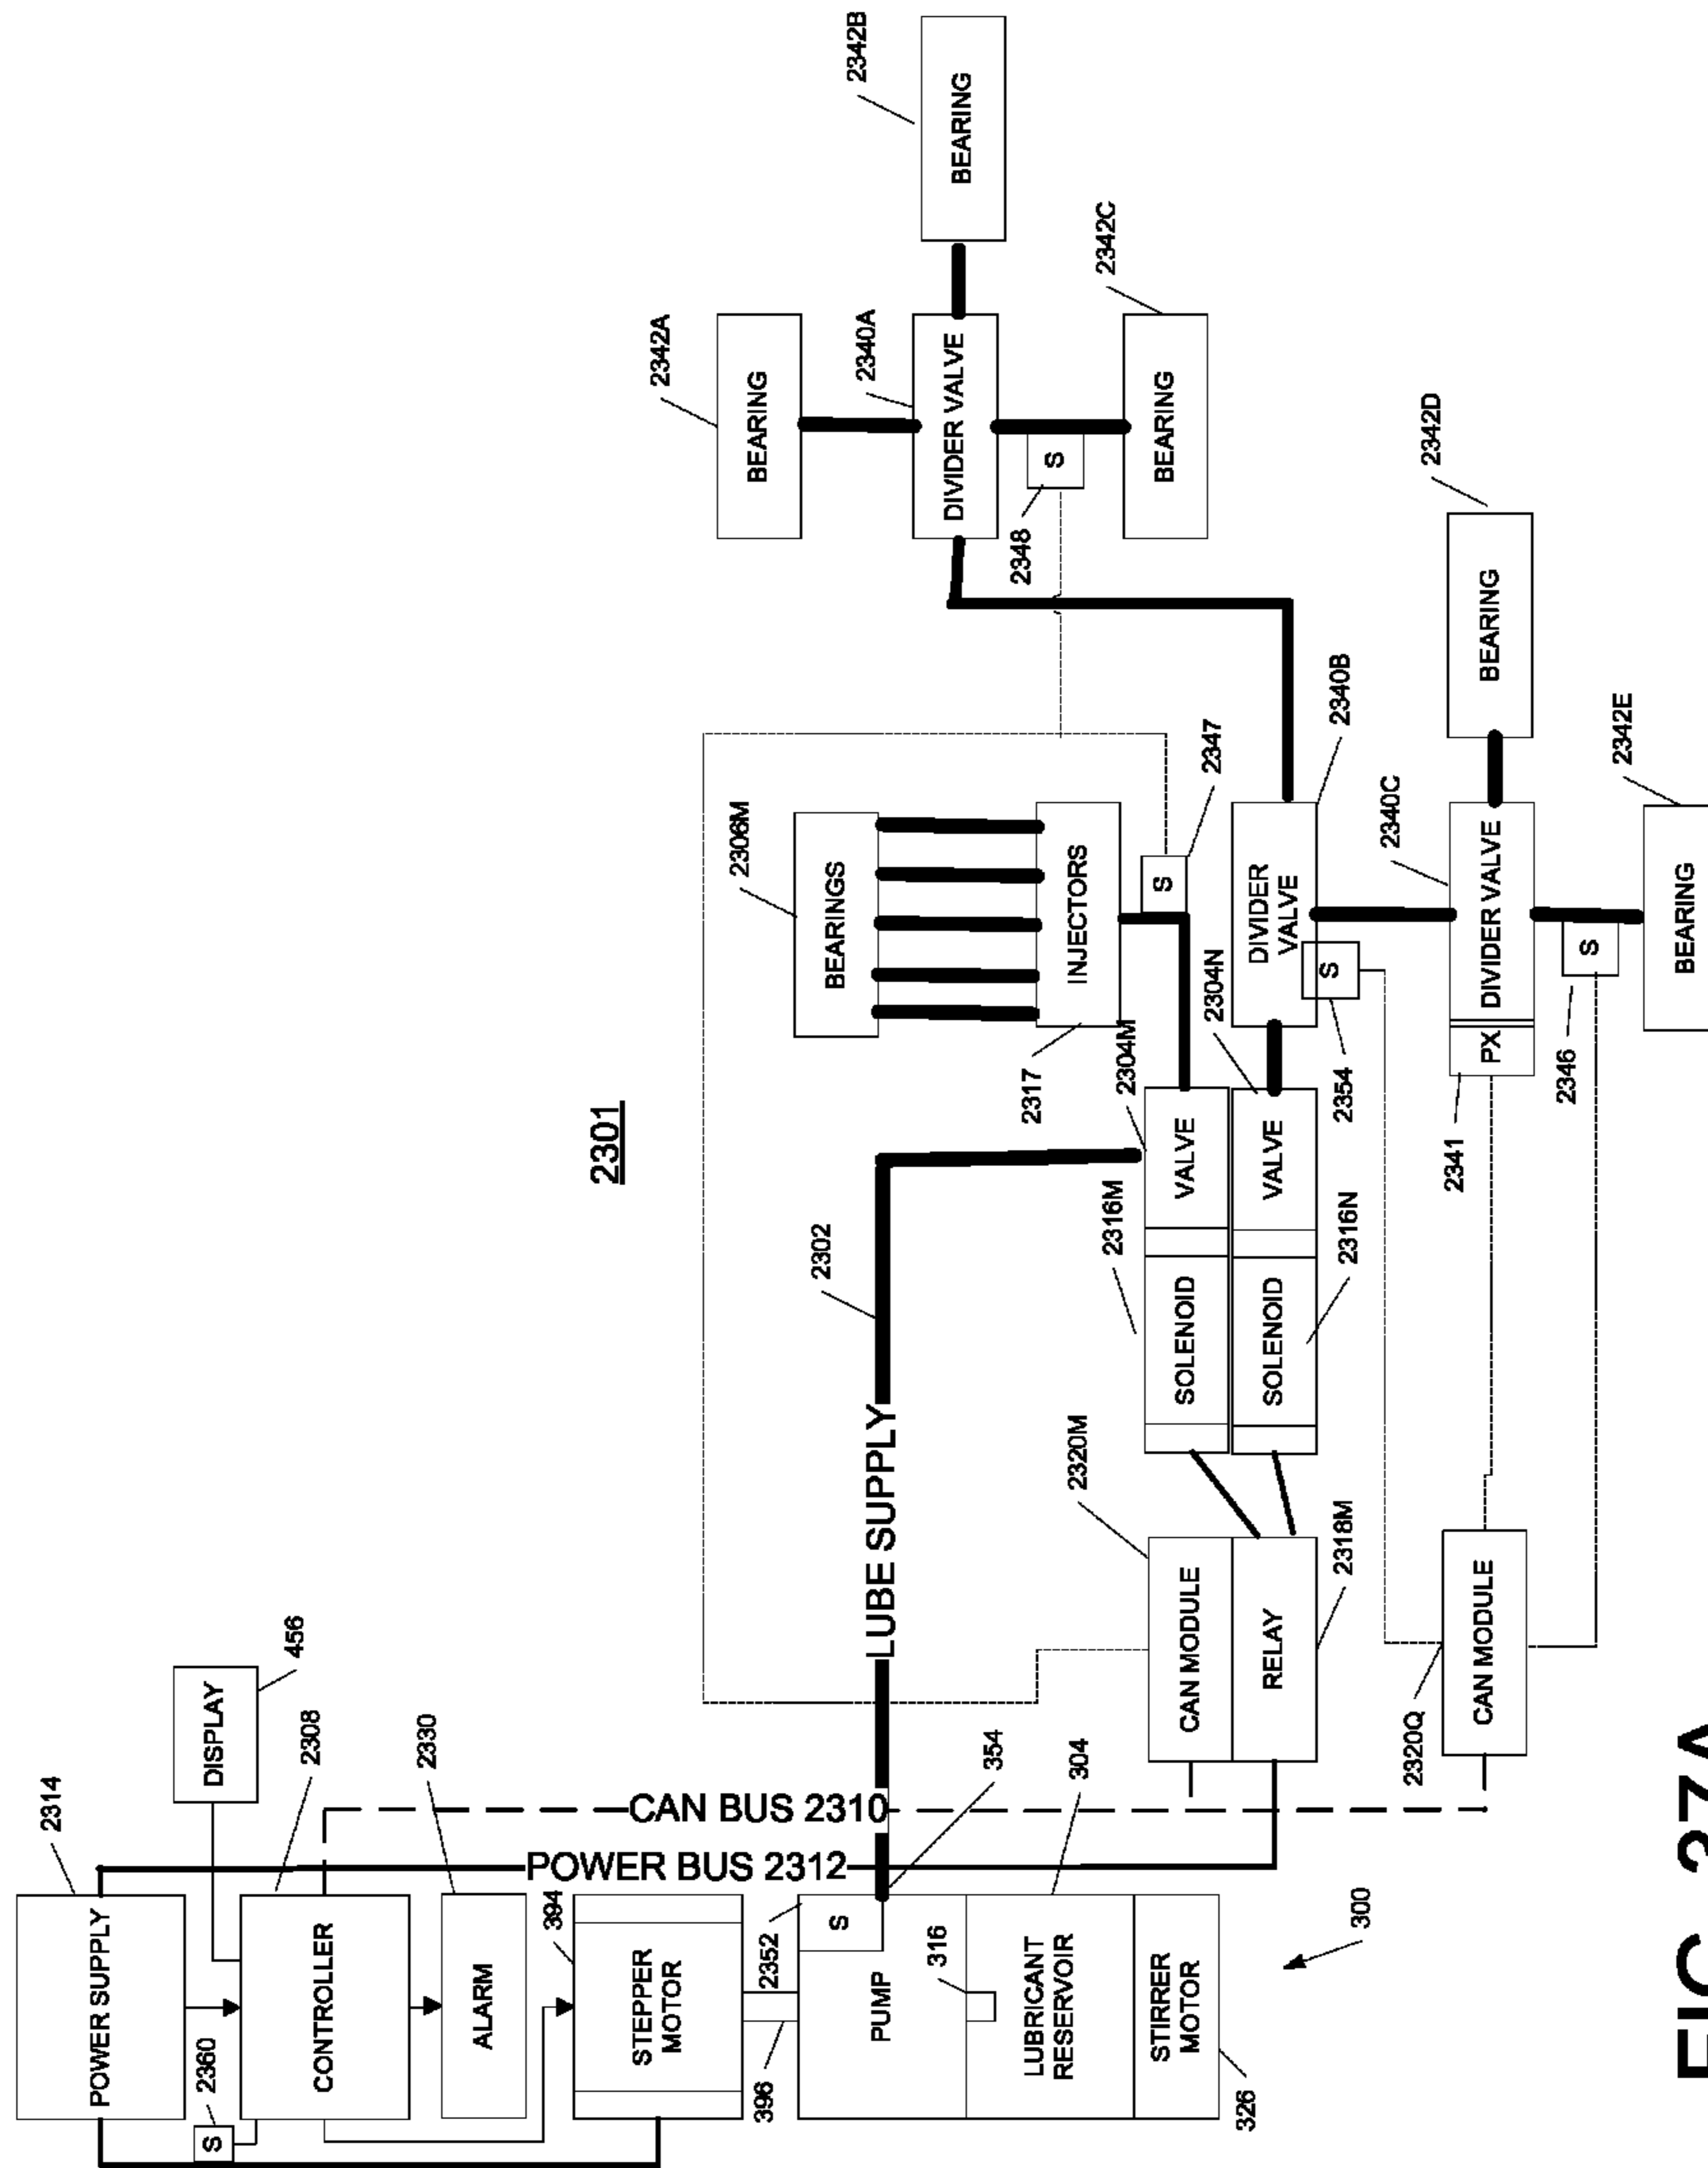 2314
POWER SUPPLY
2360
S
DISPLAY
456
CONTROLLER
2308
ALARM
2330
394
STEPPER
MOTOR
396
2352
S
PUMP
354
316
304
LUBRICANT
RESERVOIR
STIRRER
MOTOR
326
300
POWER BUS 2312
CAN BUS 2310
LUBE SUPPLY
2302
2301
2320M
CAN MODULE
RELAY
2318M
2320Q
CAN MODULE
2316M
SOLENOID
VALVE
2304M
SOLENOID
2316N
VALVE
2304N
2306M
BEARINGS
INJECTORS
2317
S
2347
DIVIDER
VALVE
2340B
S
2354
2340C
PX
DIVIDER VALVE
2341
S
2346
BEARING
2342E
BEARING
2342D
2342A
BEARING
DIVIDER VALVE
2340A
BEARING
2342B
S
2348
BEARING
2342C